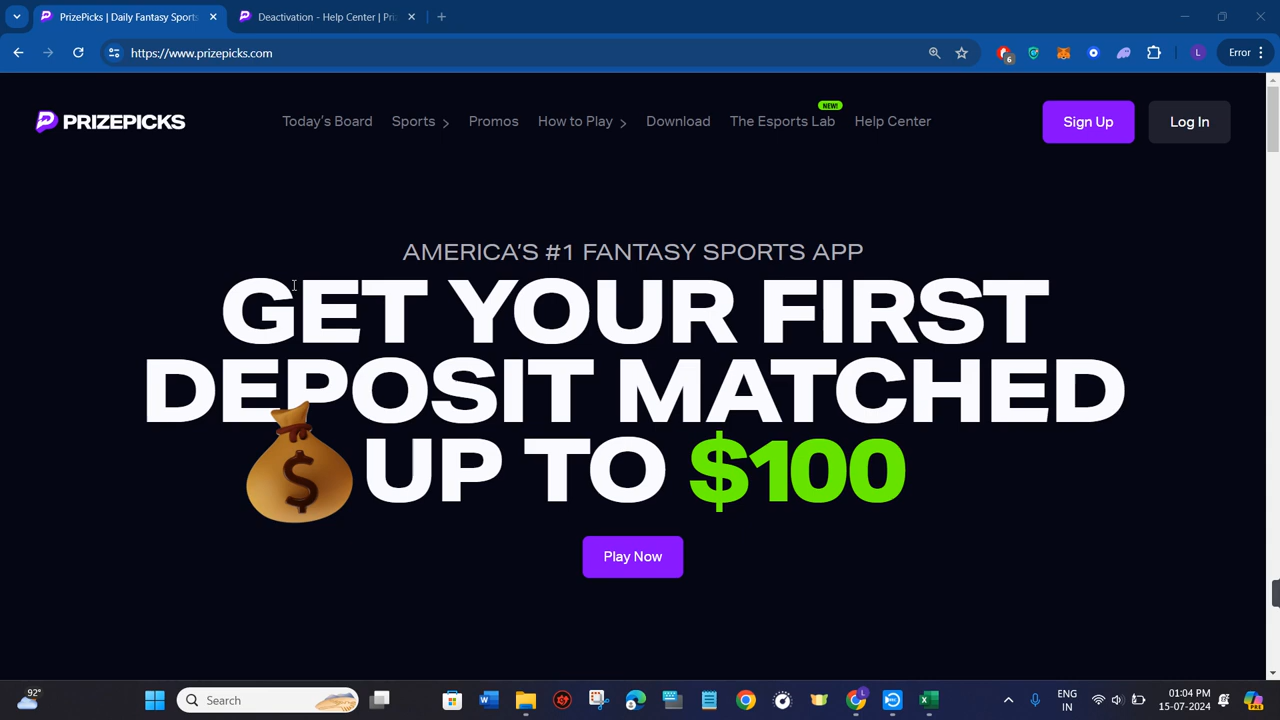 PrizePicks | Daily Fantasy Sports
Deactivation - Help Center | Pri
https://www.prizepicks.com
6
L
Error
PRIZEPICKS
Today's Board
Sports
Promos
How to Play
Download
NEW!
The Esports Lab
Help Center
Sign Up
Log In
AMERICA'S #1 FANTASY SPORTS APP
GET YOUR FIRST
DEPOSIT MATCHED
UP TO $100
Play Now
92°
Search
ENG
IN
01:04 PM
15-07-2024